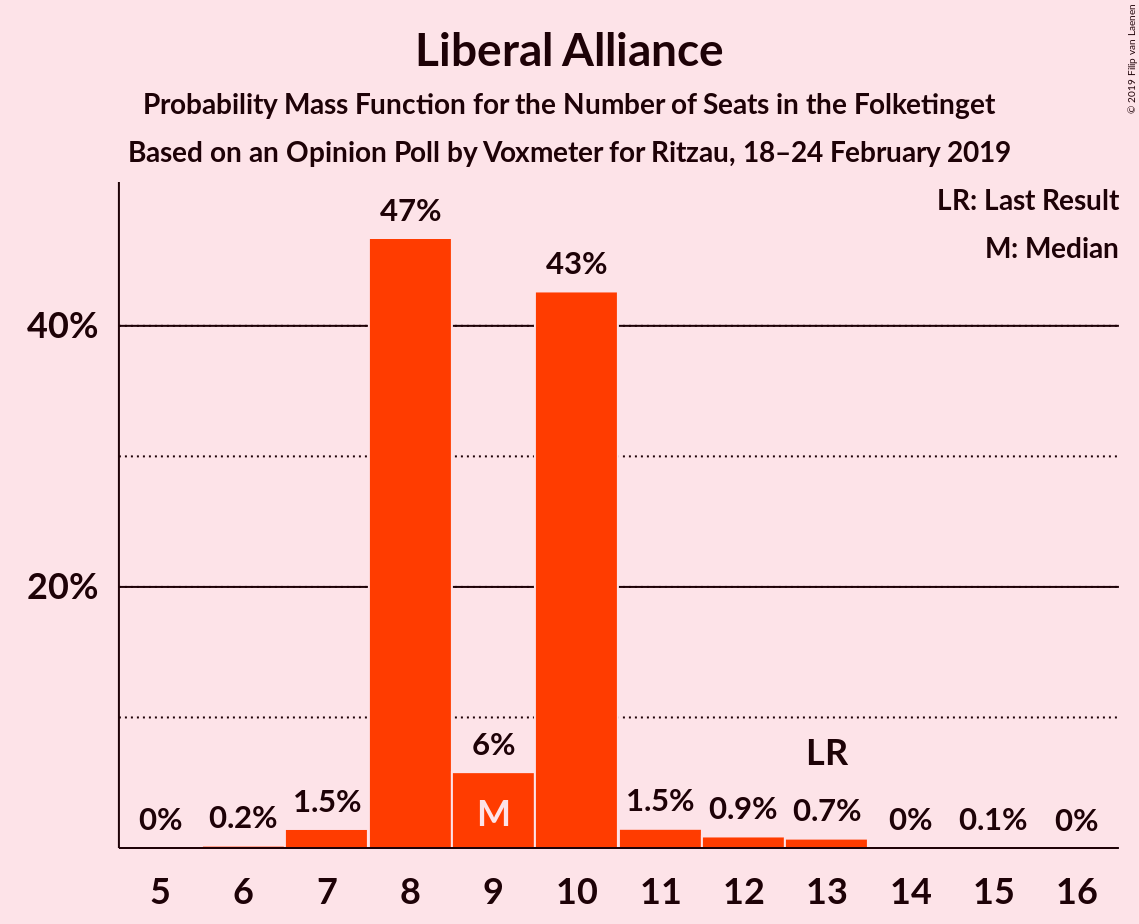 Liberal Alliance
Probability Mass Function for the Number of Seats in the Folketinget
Based on an Opinion Poll by Voxmeter for Ritzau, 18–24 February 2019
© 2019 Filip van Laenen
LR: Last Result
M: Median
40%
20%
0% 0.2% 1.5% 47% 6% 43% 1.5% 0.9% 0.7% 0% 0.1% 0%
LR
M
5 6 7 8 9 10 11 12 13 14 15 16